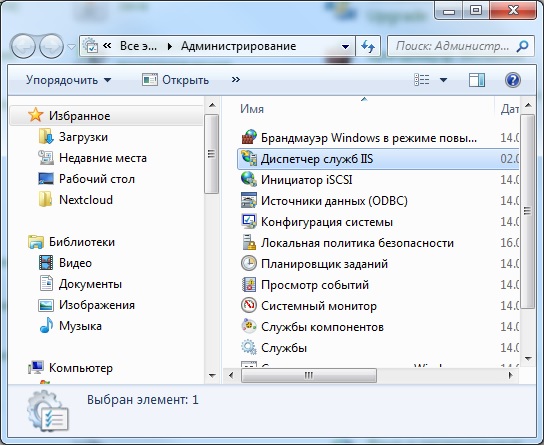 « Все э... ▸ Администрирование
Поиск: Администр...
Упорядочить Открыть »
Избранное
Загрузки
Недавние места
Рабочий стол
Nextcloud
Библиотеки
Видео
Документы
Изображения
Музыка
Компьютер
Имя Дат
Брандмауэр Windows в режиме повы... 14.0
Диспетчер служб IIS 02.0
Инициатор iSCSI 14.0
Источники данных (ODBC) 14.0
Конфигурация системы 14.0
Локальная политика безопасности 16.0
Планировщик заданий 14.0
Просмотр событий 14.0
Системный монитор 14.0
Службы компонентов 14.0
Службы 14.0
Выбран элемент: 1